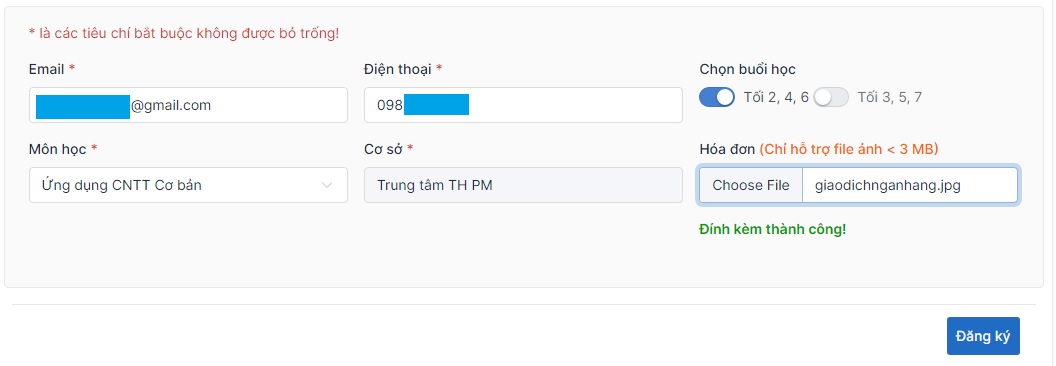 * là các tiêu chí bắt buộc không được bỏ trống!
Email *
Điện thoại *
Chọn buổi học
@gmail.com
098
Tối 2, 4, 6
Tối 3, 5, 7
Môn học *
Cơ sở *
Hóa đơn (Chỉ hỗ trợ file ảnh < 3 MB)
Ứng dụng CNTT Cơ bản
Trung tâm TH PM
Choose File
giaodichnganhang.jpg
Đính kèm thành công!
Đăng ký